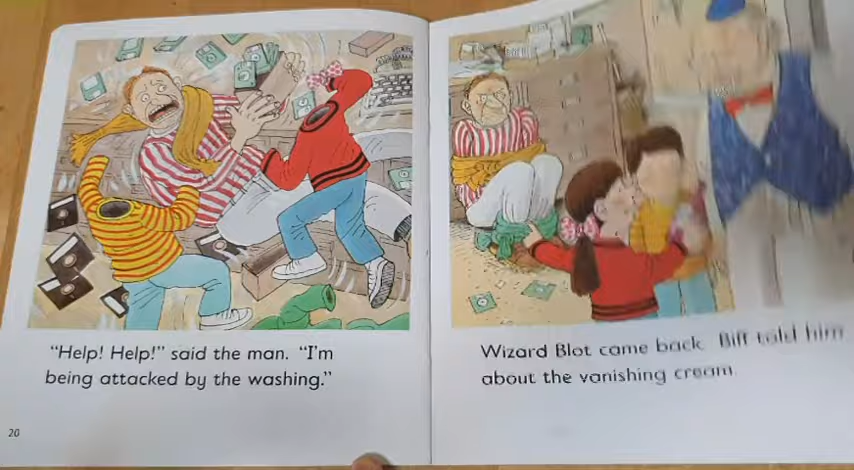 "Help! Help!" said the man. "I'm
being attacked by the washing."
20
Wizard Blot came back. Biff told him
about the vanishing cream.